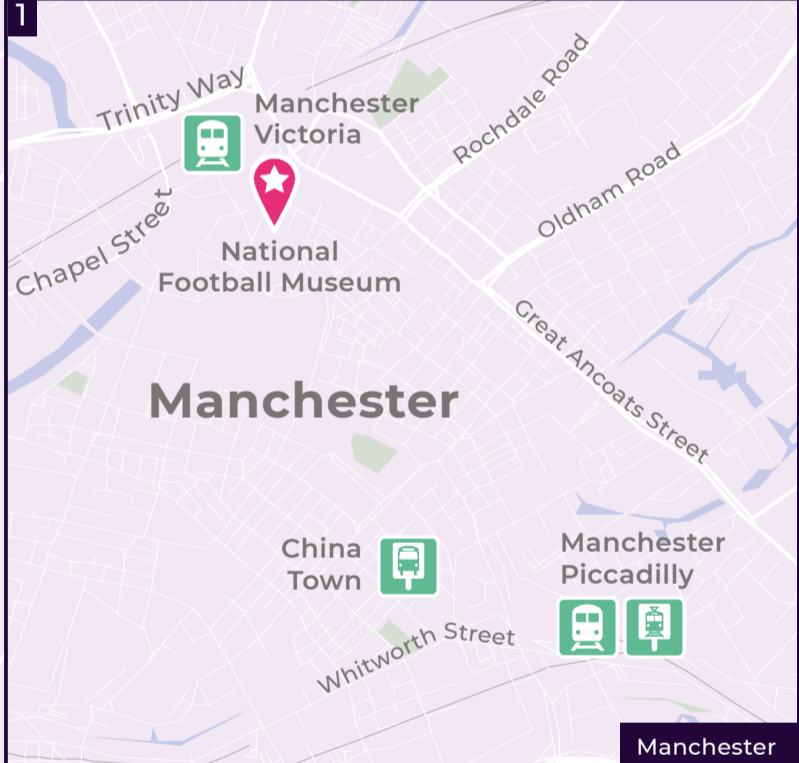 1
Trinity Way
Manchester
Victoria
Rochdale Road
Oldham Road
Chapel Street
National
Football Museum
Great Ancoats Street
Manchester
China
Town
Manchester
Piccadilly
Whitworth Street
Manchester